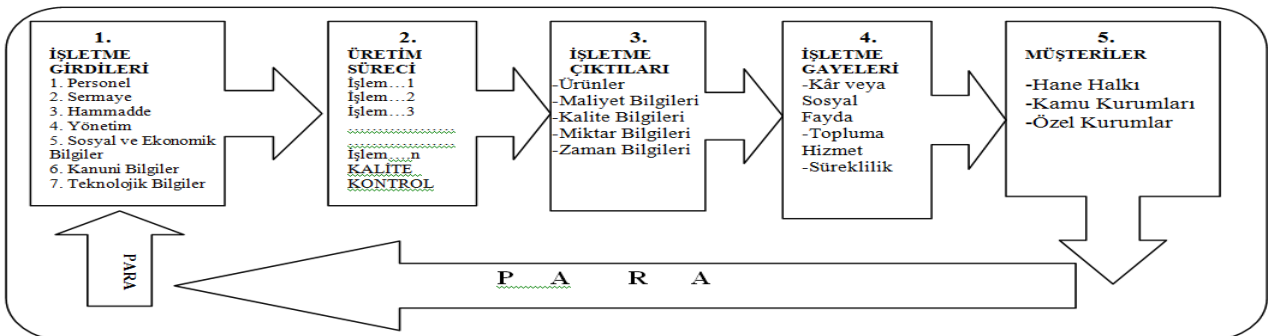 1.
İŞLETME
GİRDİLERİ
1. Personel
2. Sermaye
3. Hammadde
4. Yönetim
5. Sosyal ve Ekonomik
Bilgiler
6. Kanuni Bilgiler
7. Teknolojik Bilgiler
2.
ÜRETİM
SÜRECİ
İşlem…1
İşlem…2
İşlem…3
………………
………………
İşlem……n
KALİTE
KONTROL
3.
İŞLETME
ÇIKTILARI
-Ürünler
-Maliyet Bilgileri
-Kalite Bilgileri
-Miktar Bilgileri
-Zaman Bilgileri
4.
İŞLETME
GAYELERİ
-Kâr veya
Sosyal
Fayda
-Topluma
Hizmet
-Süreklilik
5.
MÜŞTERİLER
-Hane Halkı
-Kamu Kurumları
-Özel Kurumlar
PARA
P A R A